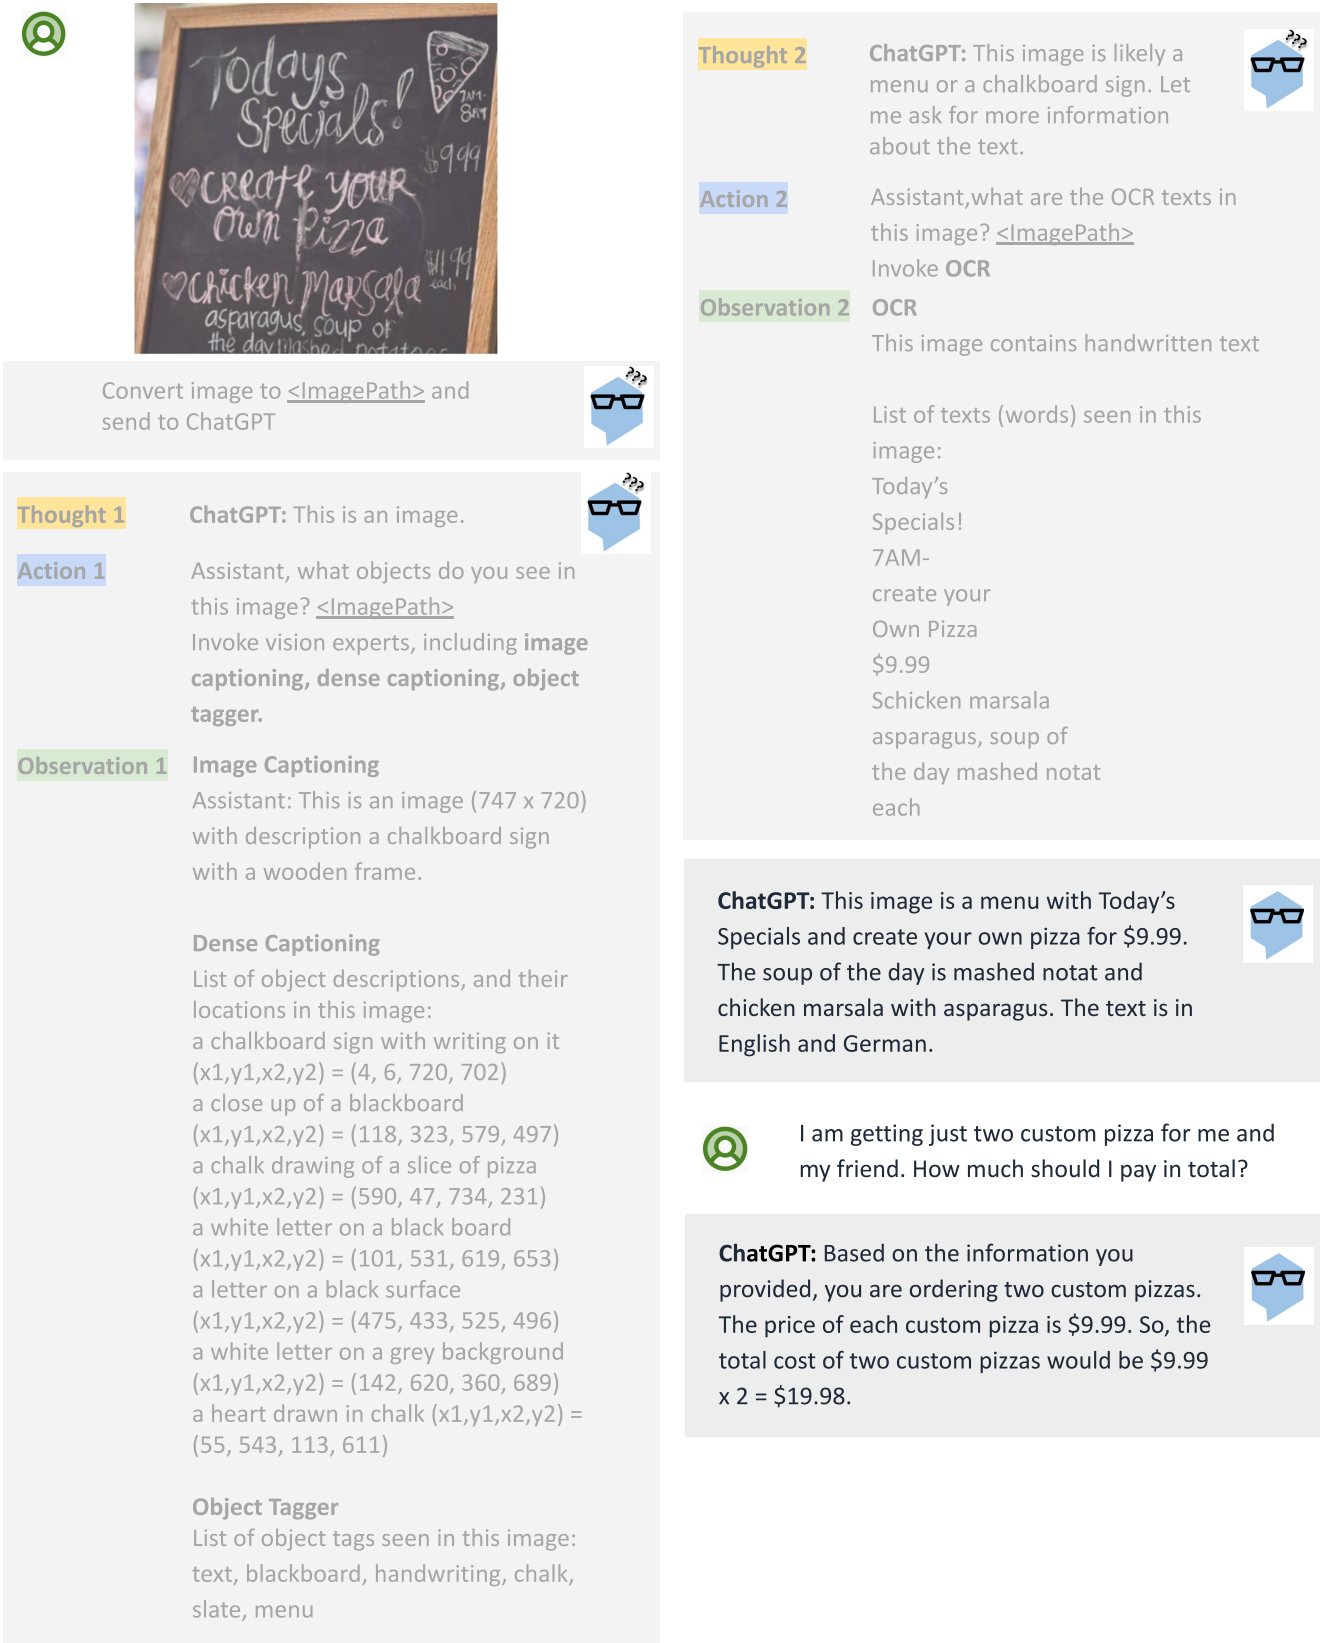 Todays
Specials!
7AM-
8PM
$9.99
♡create your
own Pizza
$11.99
each
♡chicken Marsala
asparagus, soup of
the day mashed potatoes
???
Convert image to <ImagePath> and
send to ChatGPT
???
Thought 1
ChatGPT: This is an image.
Action 1
Assistant, what objects do you see in
this image? <ImagePath>
Invoke vision experts, including image
captioning, dense captioning, object
tagger.
Observation 1
Image Captioning
Assistant: This is an image (747 x 720)
with description a chalkboard sign
with a wooden frame.
Dense Captioning
List of object descriptions, and their
locations in this image:
a chalkboard sign with writing on it
(x1,y1,x2,y2) = (4, 6, 720, 702)
a close up of a blackboard
(x1,y1,x2,y2) = (118, 323, 579, 497)
a chalk drawing of a slice of pizza
(x1,y1,x2,y2) = (590, 47, 734, 231)
a white letter on a black board
(x1,y1,x2,y2) = (101, 531, 619, 653)
a letter on a black surface
(x1,y1,x2,y2) = (475, 433, 525, 496)
a white letter on a grey background
(x1,y1,x2,y2) = (142, 620, 360, 689)
a heart drawn in chalk (x1,y1,x2,y2) =
(55, 543, 113, 611)
Object Tagger
List of object tags seen in this image:
text, blackboard, handwriting, chalk,
slate, menu
???
Thought 2
ChatGPT: This image is likely a
menu or a chalkboard sign. Let
me ask for more information
about the text.
Action 2
Assistant,what are the OCR texts in
this image? <ImagePath>
Invoke OCR
Observation 2
OCR
This image contains handwritten text
List of texts (words) seen in this
image:
Today's
Specials!
7AM-
create your
Own Pizza
$9.99
Schicken marsala
asparagus, soup of
the day mashed notat
each
ChatGPT: This image is a menu with Today's
Specials and create your own pizza for $9.99.
The soup of the day is mashed notat and
chicken marsala with asparagus. The text is in
English and German.
I am getting just two custom pizza for me and
my friend. How much should I pay in total?
ChatGPT: Based on the information you
provided, you are ordering two custom pizzas.
The price of each custom pizza is $9.99. So, the
total cost of two custom pizzas would be $9.99
x 2 = $19.98.